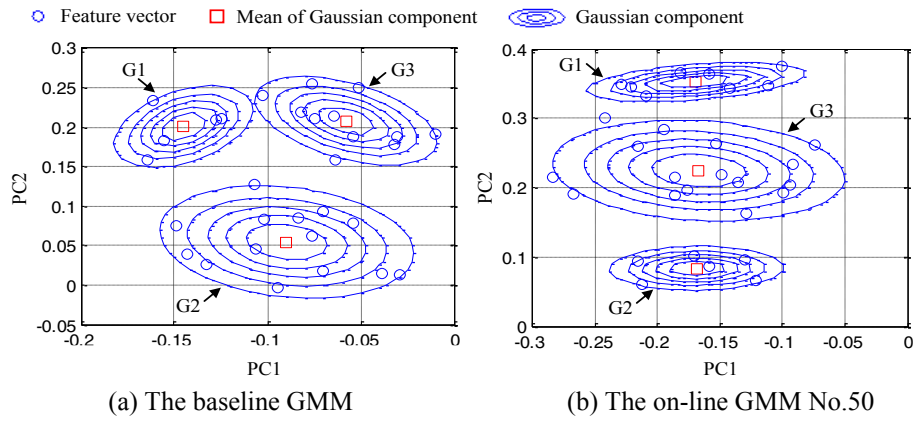 Feature vector Mean of Gaussian component Gaussian component
0.3
0.25
0.2
0.15
0.1
0.05
0
-0.05
PC2
G1
G3
G2
-0.2 -0.15 -0.1 -0.05 0
PC1
(a) The baseline GMM
0.4
0.3
0.2
0.1
0
PC2
G1
G3
G2
-0.3 -0.25 -0.2 -0.15 -0.1 -0.05 0
PC1
(b) The on-line GMM No.50